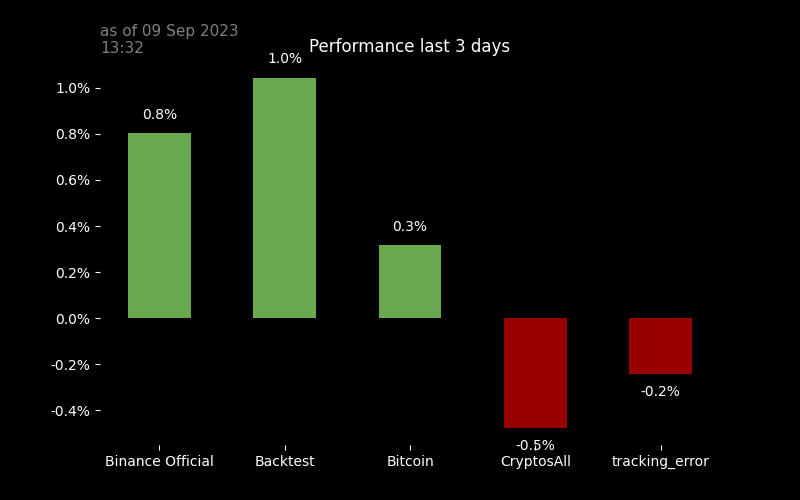 as of 09 Sep 2023
13:32
Performance last 3 days
1.0%
1.0%
0.8%
0.8%
0.6%
0.4%
0.3%
0.2%
0.0%
-0.2%
-0.2%
-0.4%
-0.5%
Binance Official
Backtest
Bitcoin
CryptosAll
tracking_error